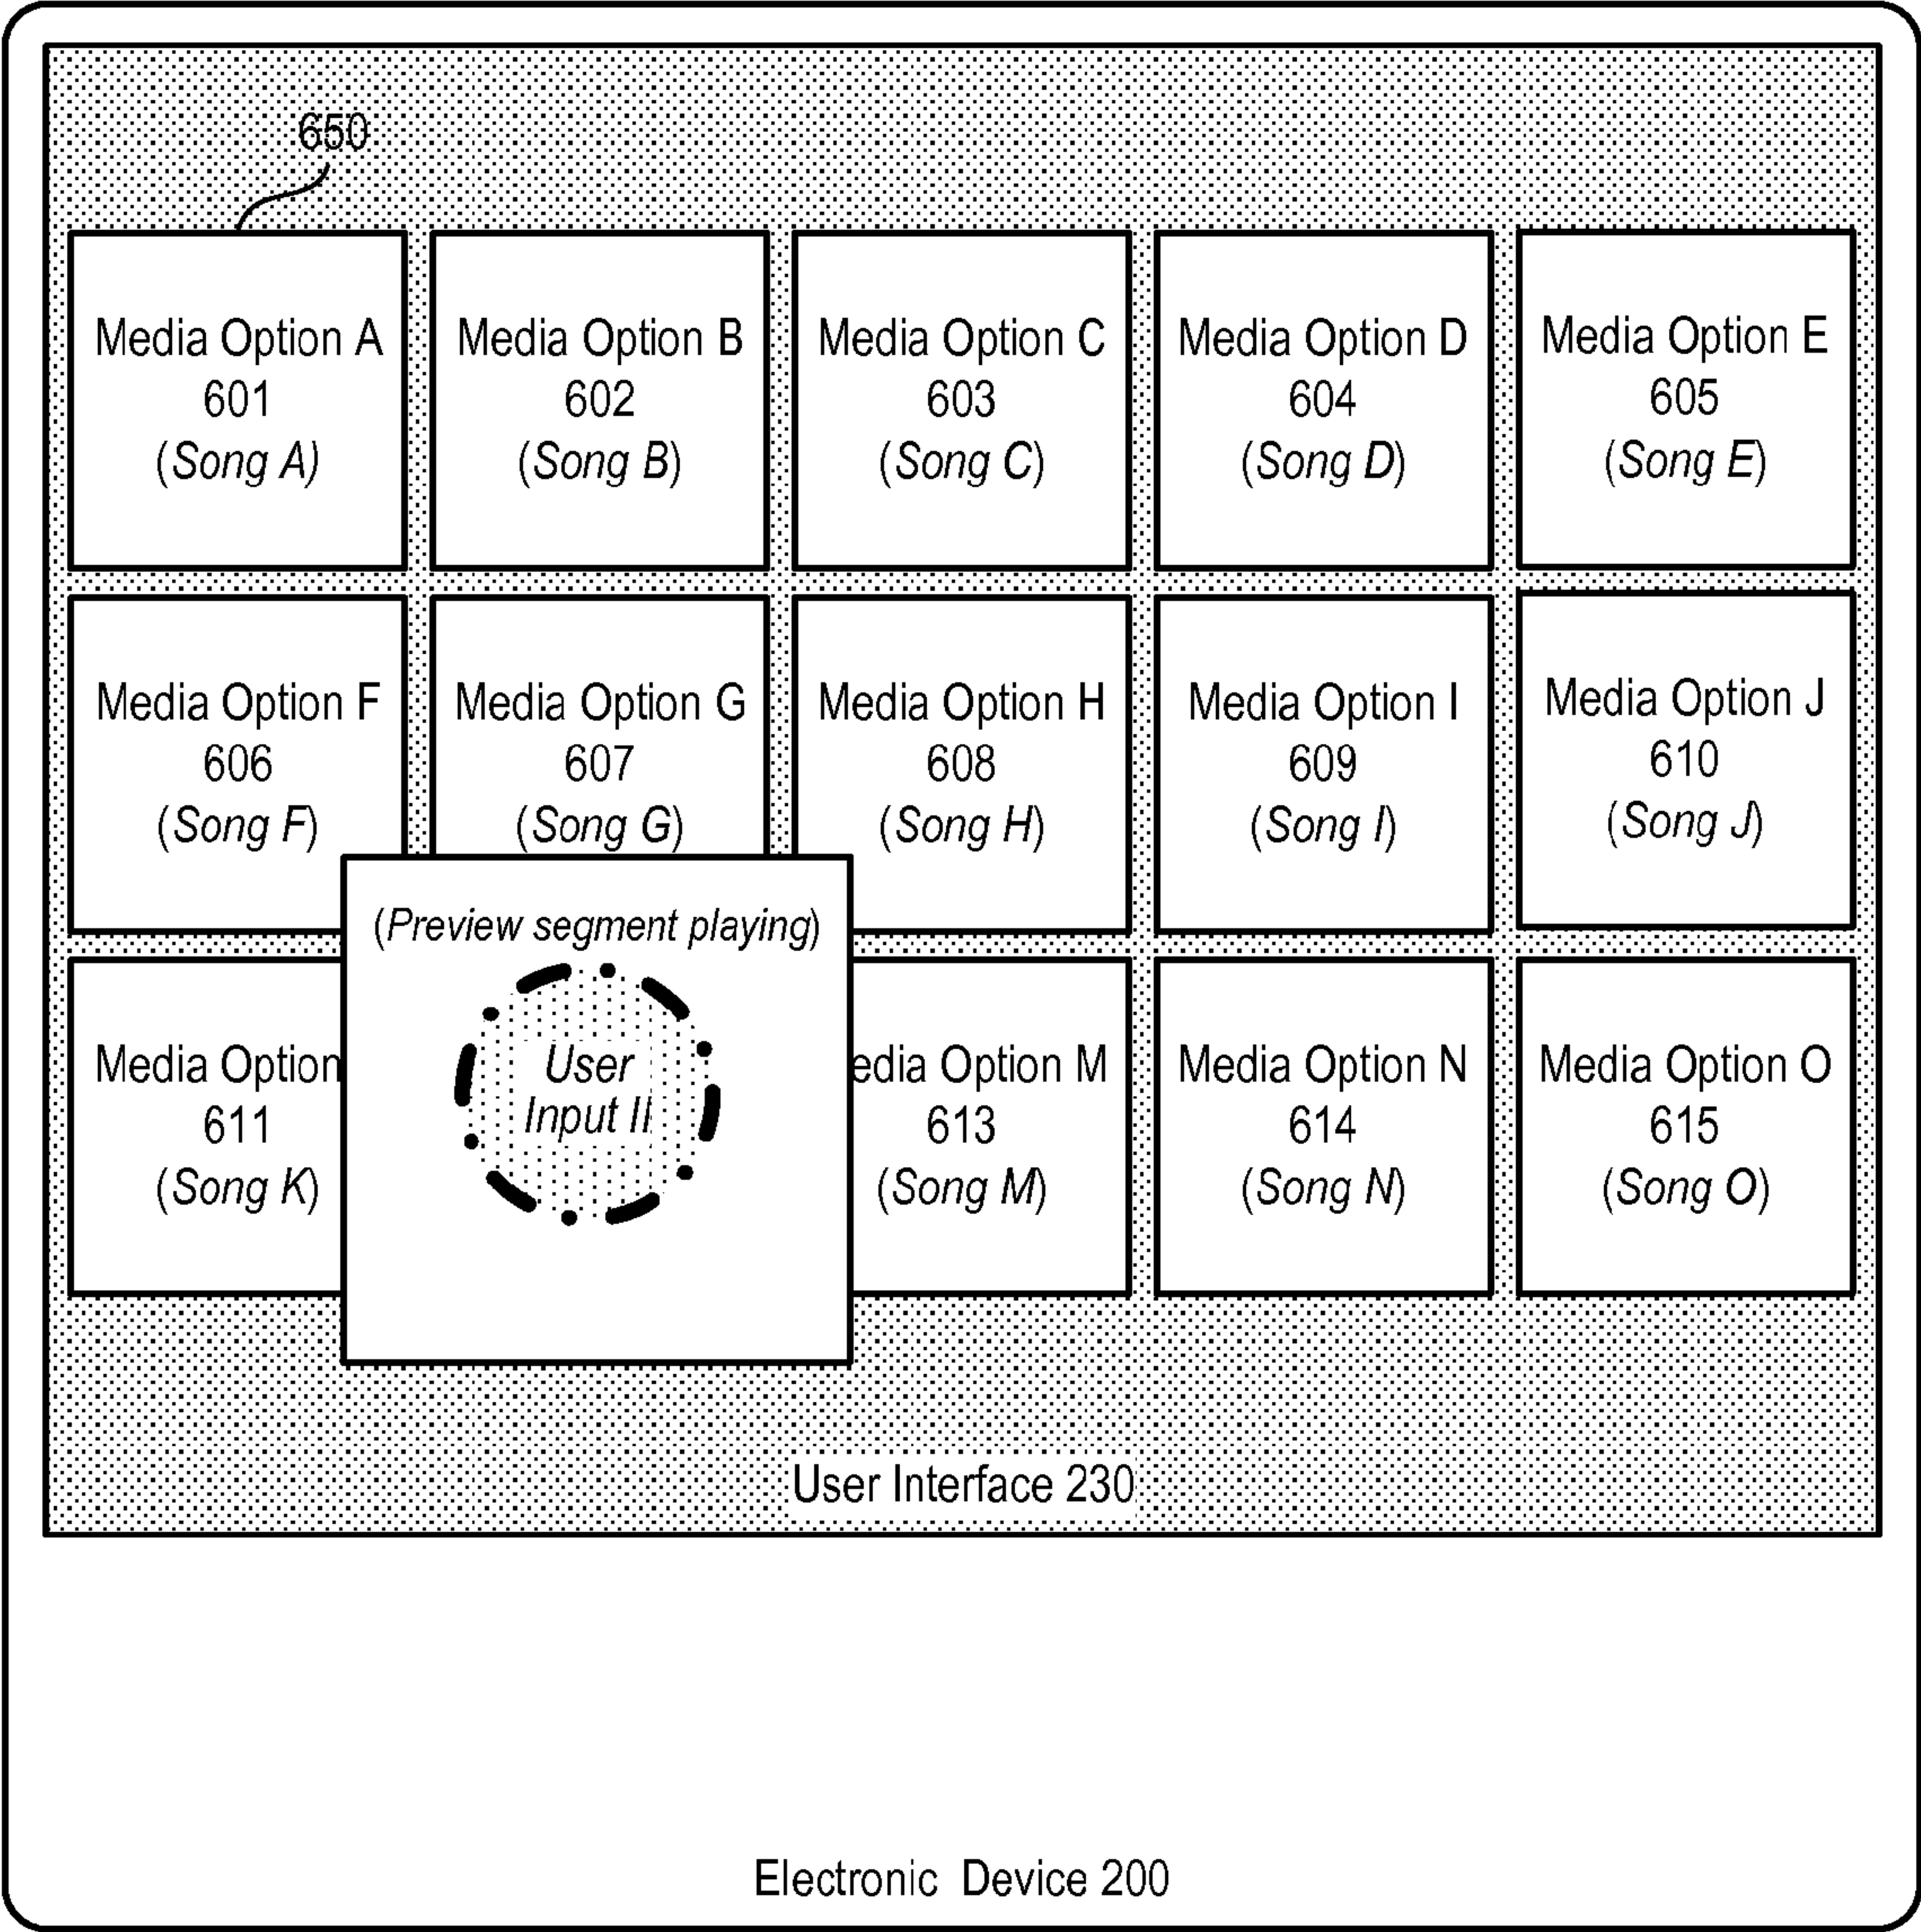 650
Media Option A
601
(Song A)
Media Option B
602
(Song B)
Media Option C
603
(Song C)
Media Option D
604
(Song D)
Media Option E
605
(Song E)
Media Option F
606
(Song F)
Media Option G
607
(Song G)
Media Option H
608
(Song H)
Media Option I
609
(Song I)
Media Option J
610
(Song J)
Media Option
611
(Song K)
(Preview segment playing)
User
Input II
edia Option M
613
(Song M)
Media Option N
614
(Song N)
Media Option O
615
(Song O)
User Interface 230
Electronic Device 200